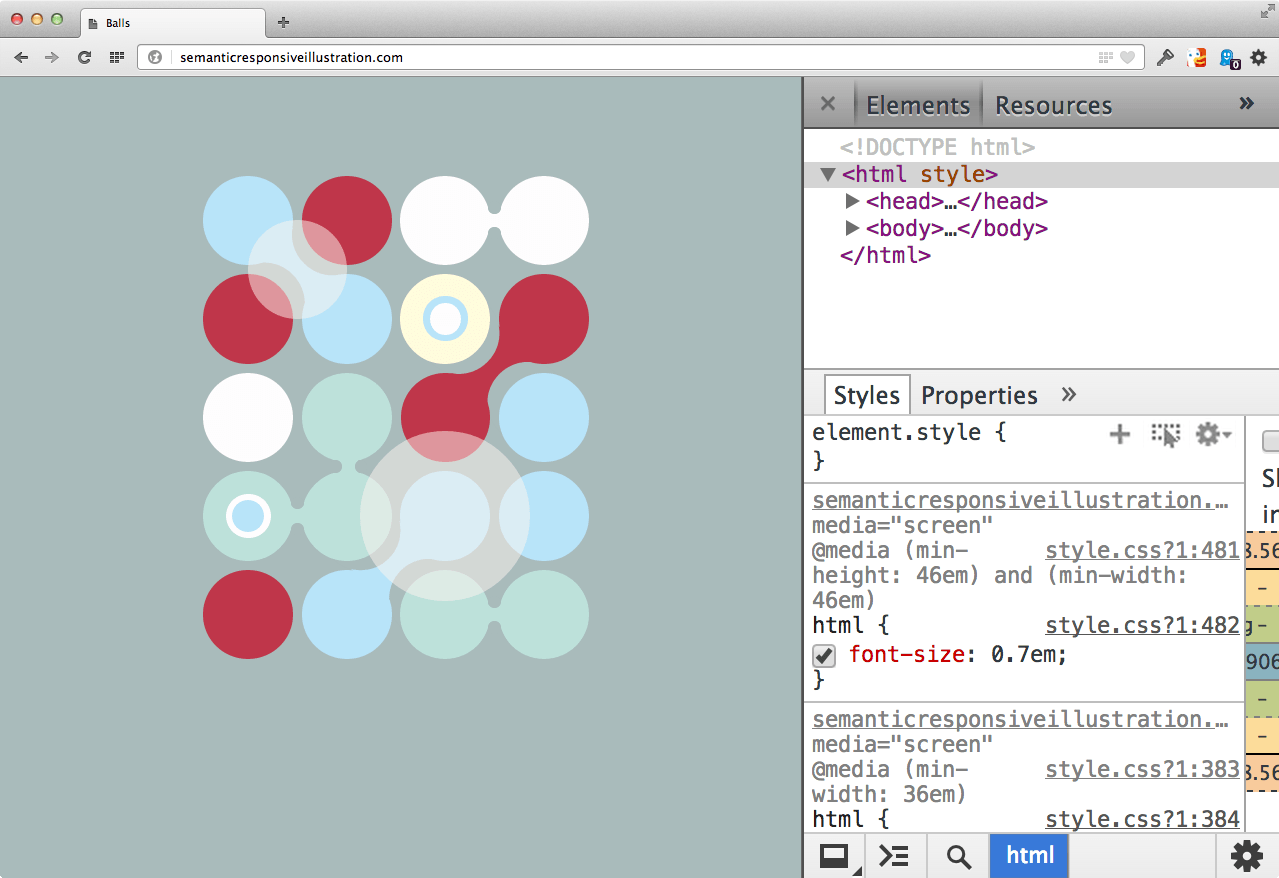 Balls
semanticresponsiveillustration.com
0
Elements Resources »
<!DOCTYPE html>
▼<html style>
▶<head>…</head>
▶<body>…</body>
</html>
Styles Properties »
element.style {
}
semanticresponsiveillustration.…
media="screen"
@media (min- style.css?1:481
height: 46em) and (min-width:
46em)
html { style.css?1:482
font-size: 0.7em;
}
semanticresponsiveillustration.…
media="screen"
@media (min- style.css?1:383
width: 36em)
html { style.css?1:384
html